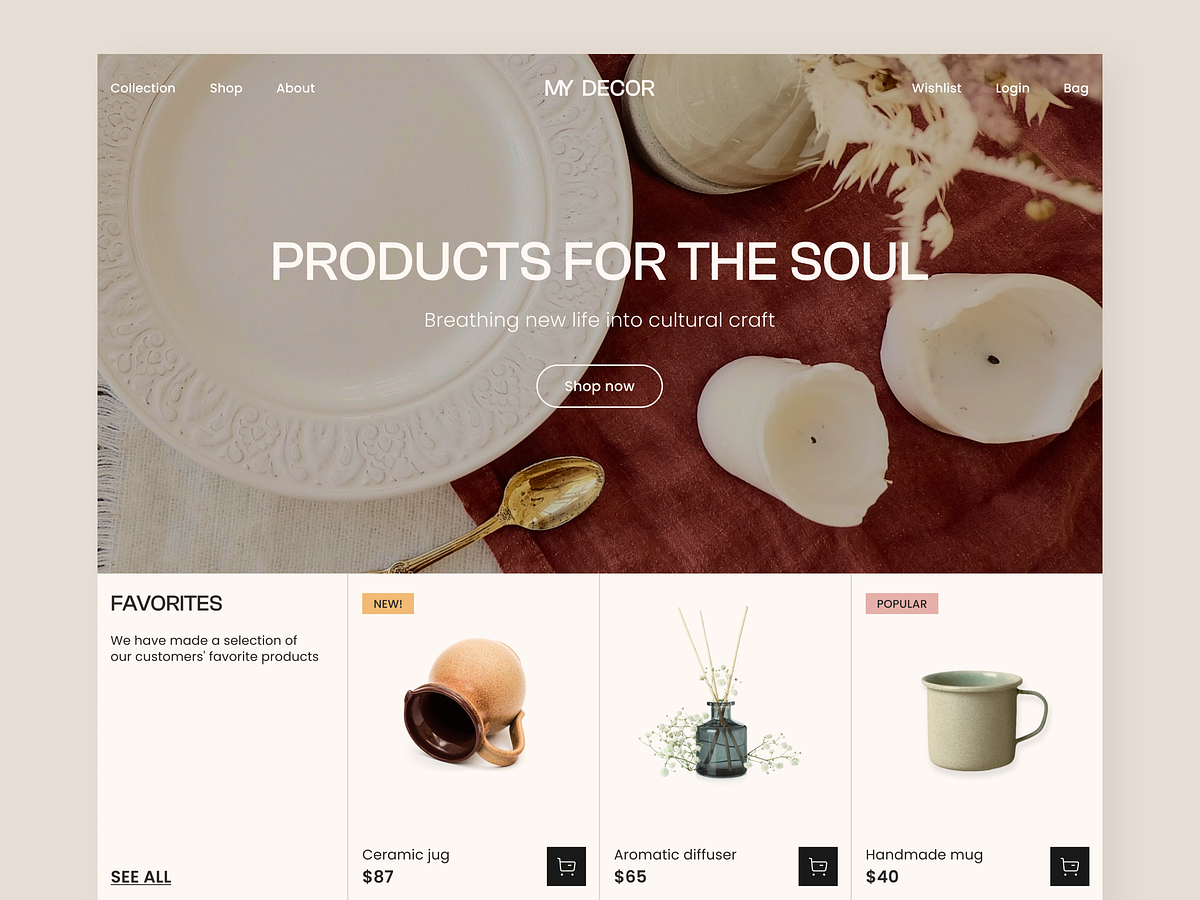 Collection Shop About MY DECOR Wishlist Login Bag
PRODUCTS FOR THE SOUL
Breathing new life into cultural craft
Shop now
FAVORITES
We have made a selection of
our customers' favorite products
SEE ALL
NEW!
Ceramic jug
$87
Aromatic diffuser
$65
POPULAR
Handmade mug
$40